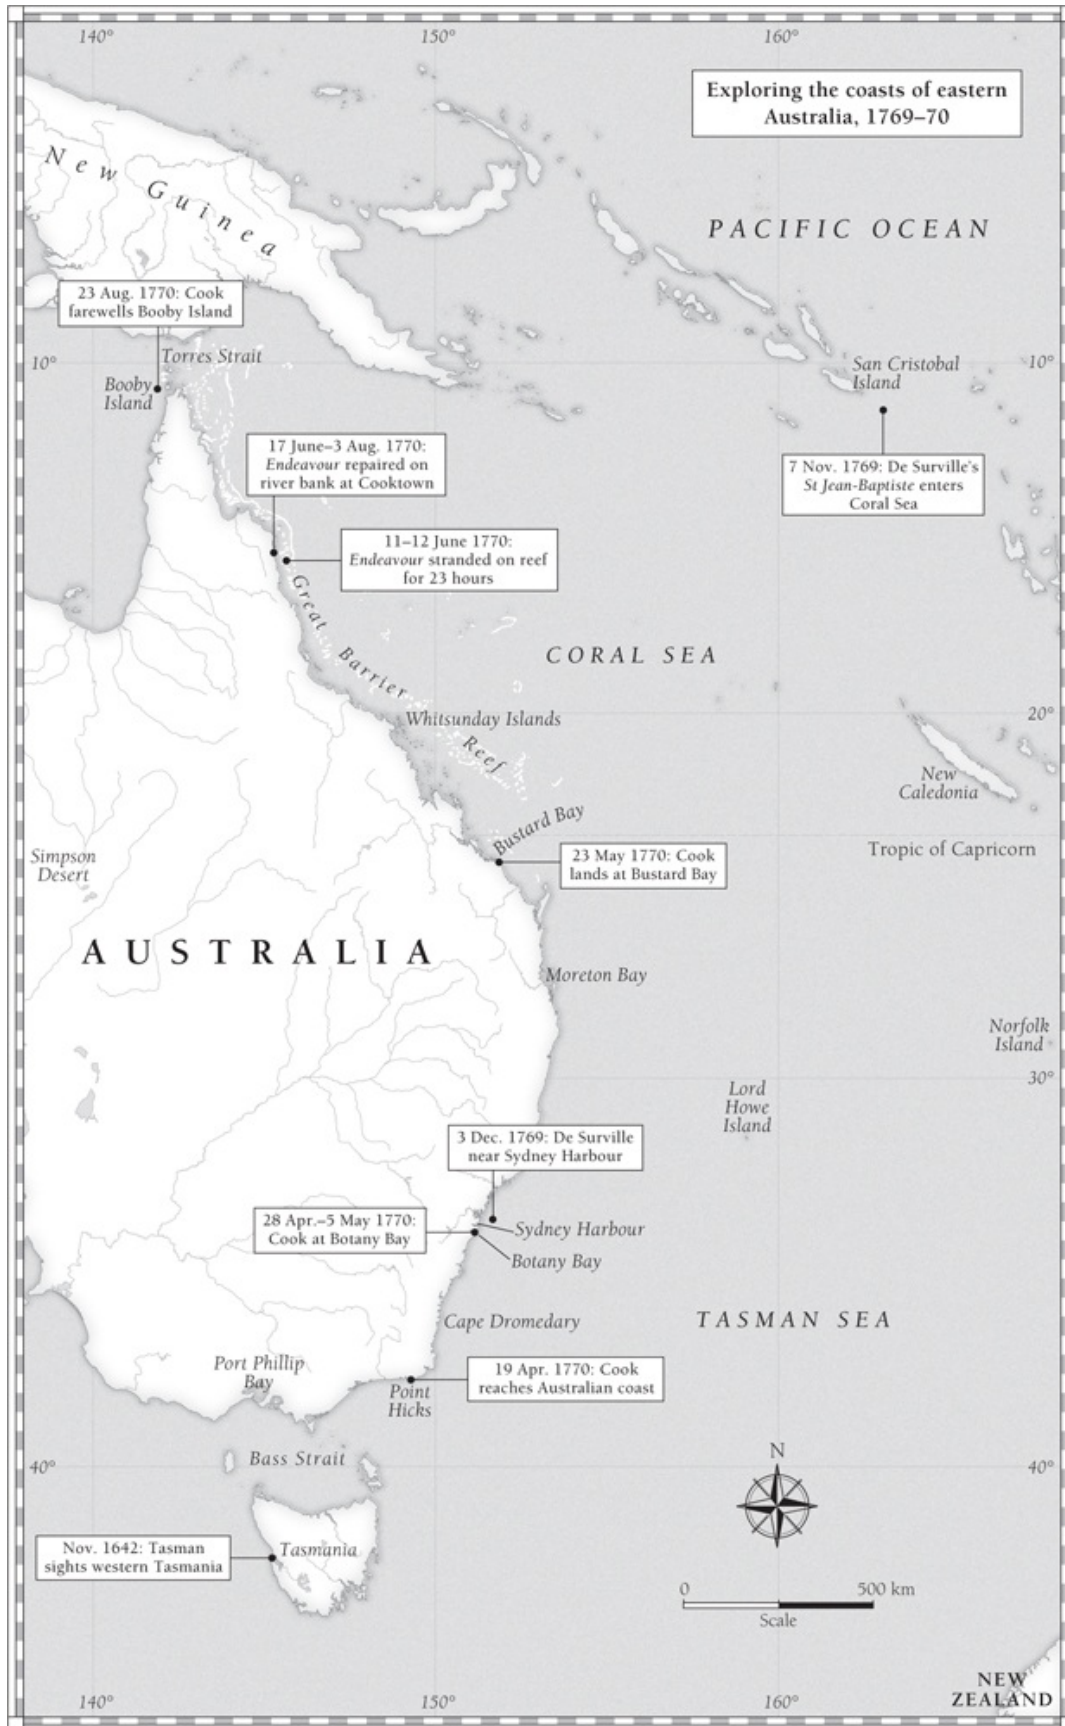 140°
150°
160°
Exploring the coasts of eastern
Australia, 1769–70
New Guinea
PACIFIC OCEAN
23 Aug. 1770: Cook
farewells Booby Island
Torres Strait
10°
10°
Booby
Island
San Cristobal
Island
17 June–3 Aug. 1770:
Endeavour repaired on
river bank at Cooktown
7 Nov. 1769: De Surville's
St Jean-Baptiste enters
Coral Sea
11–12 June 1770:
Endeavour stranded on reef
for 23 hours
Great Barrier Reef
CORAL SEA
Whitsunday Islands
20°
New
Caledonia
Bustard Bay
Tropic of Capricorn
Simpson
Desert
23 May 1770: Cook
lands at Bustard Bay
AUSTRALIA
Moreton Bay
Norfolk
Island
30°
Lord
Howe
Island
3 Dec. 1769: De Surville
near Sydney Harbour
28 Apr.–5 May 1770:
Cook at Botany Bay
Sydney Harbour
Botany Bay
Cape Dromedary
TASMAN SEA
Port Phillip
Bay
19 Apr. 1770: Cook
reaches Australian coast
Point
Hicks
Bass Strait
40°
40°
N
Nov. 1642: Tasman
sights western Tasmania
Tasmania
0
500 km
Scale
NEW
ZEALAND
140°
150°
160°